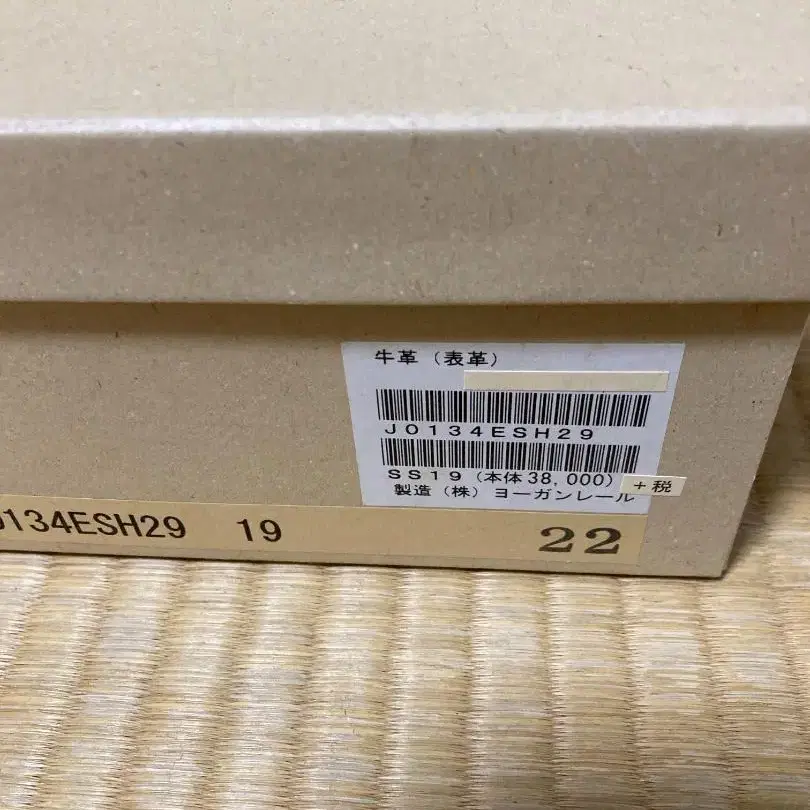 牛革（表革）
J0134ESH29
SS19（本体38,000）
+税
製造（株）ヨーガンレール
0134ESH29 19 22